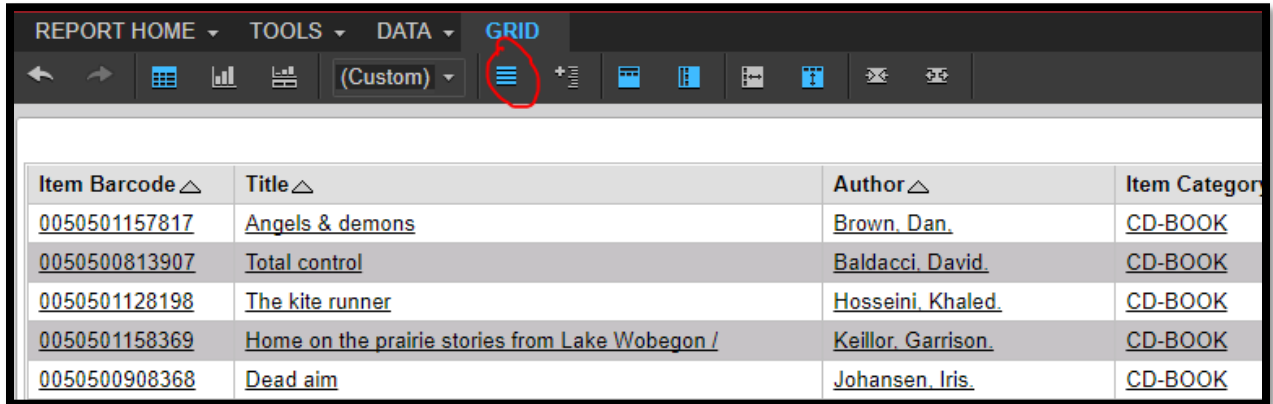 REPORT HOME TOOLS DATA GRID
(Custom)
Item Barcode Title Author Item Category
0050501157817 Angels & demons Brown, Dan, CD-BOOK
0050500813907 Total control Baldacci, David. CD-BOOK
0050501128198 The kite runner Hosseini, Khaled. CD-BOOK
0050501158369 Home on the prairie stories from Lake Wobegon / Keillor, Garrison. CD-BOOK
0050500908368 Dead aim Johansen, Iris. CD-BOOK